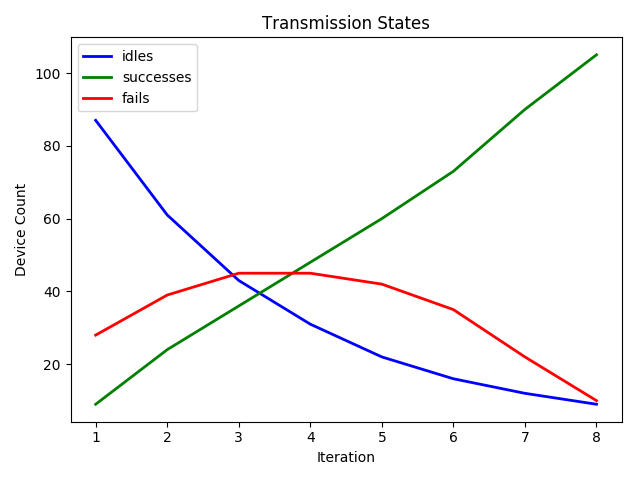 Transmission States
idles
successes
fails
Device Count
100
80
60
40
20
1 2 3 4 5 6 7 8
Iteration